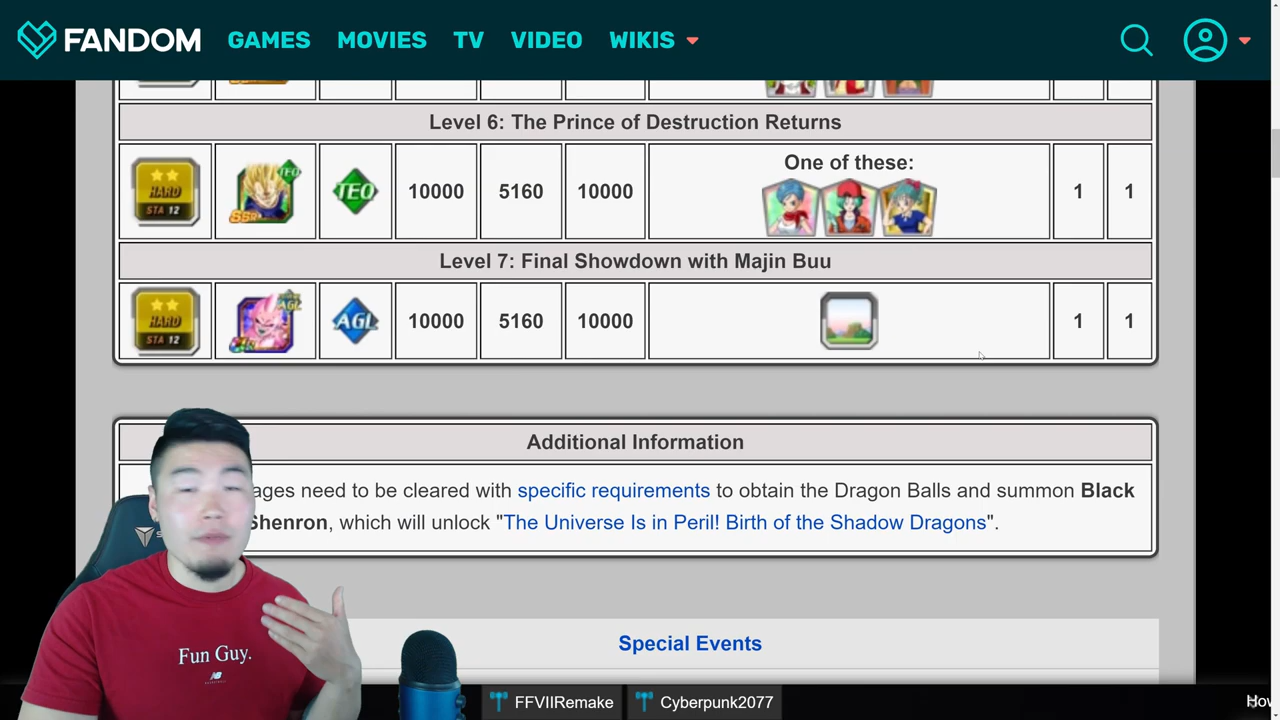 FANDOM GAMES MOVIES TV VIDEO WIKIS
Level 6: The Prince of Destruction Returns
HARD STA 12 TEQ SSR TEQ 10000 5160 10000 One of these: 1 1
Level 7: Final Showdown with Majin Buu
HARD STA 12 AGL AGL 10000 5160 10000 1 1
Additional Information
ages need to be cleared with specific requirements to obtain the Dragon Balls and summon Black
Shenron, which will unlock "The Universe Is in Peril! Birth of the Shadow Dragons".
Special Events
Fun Guy.
FFVIIRemake Cyberpunk2077